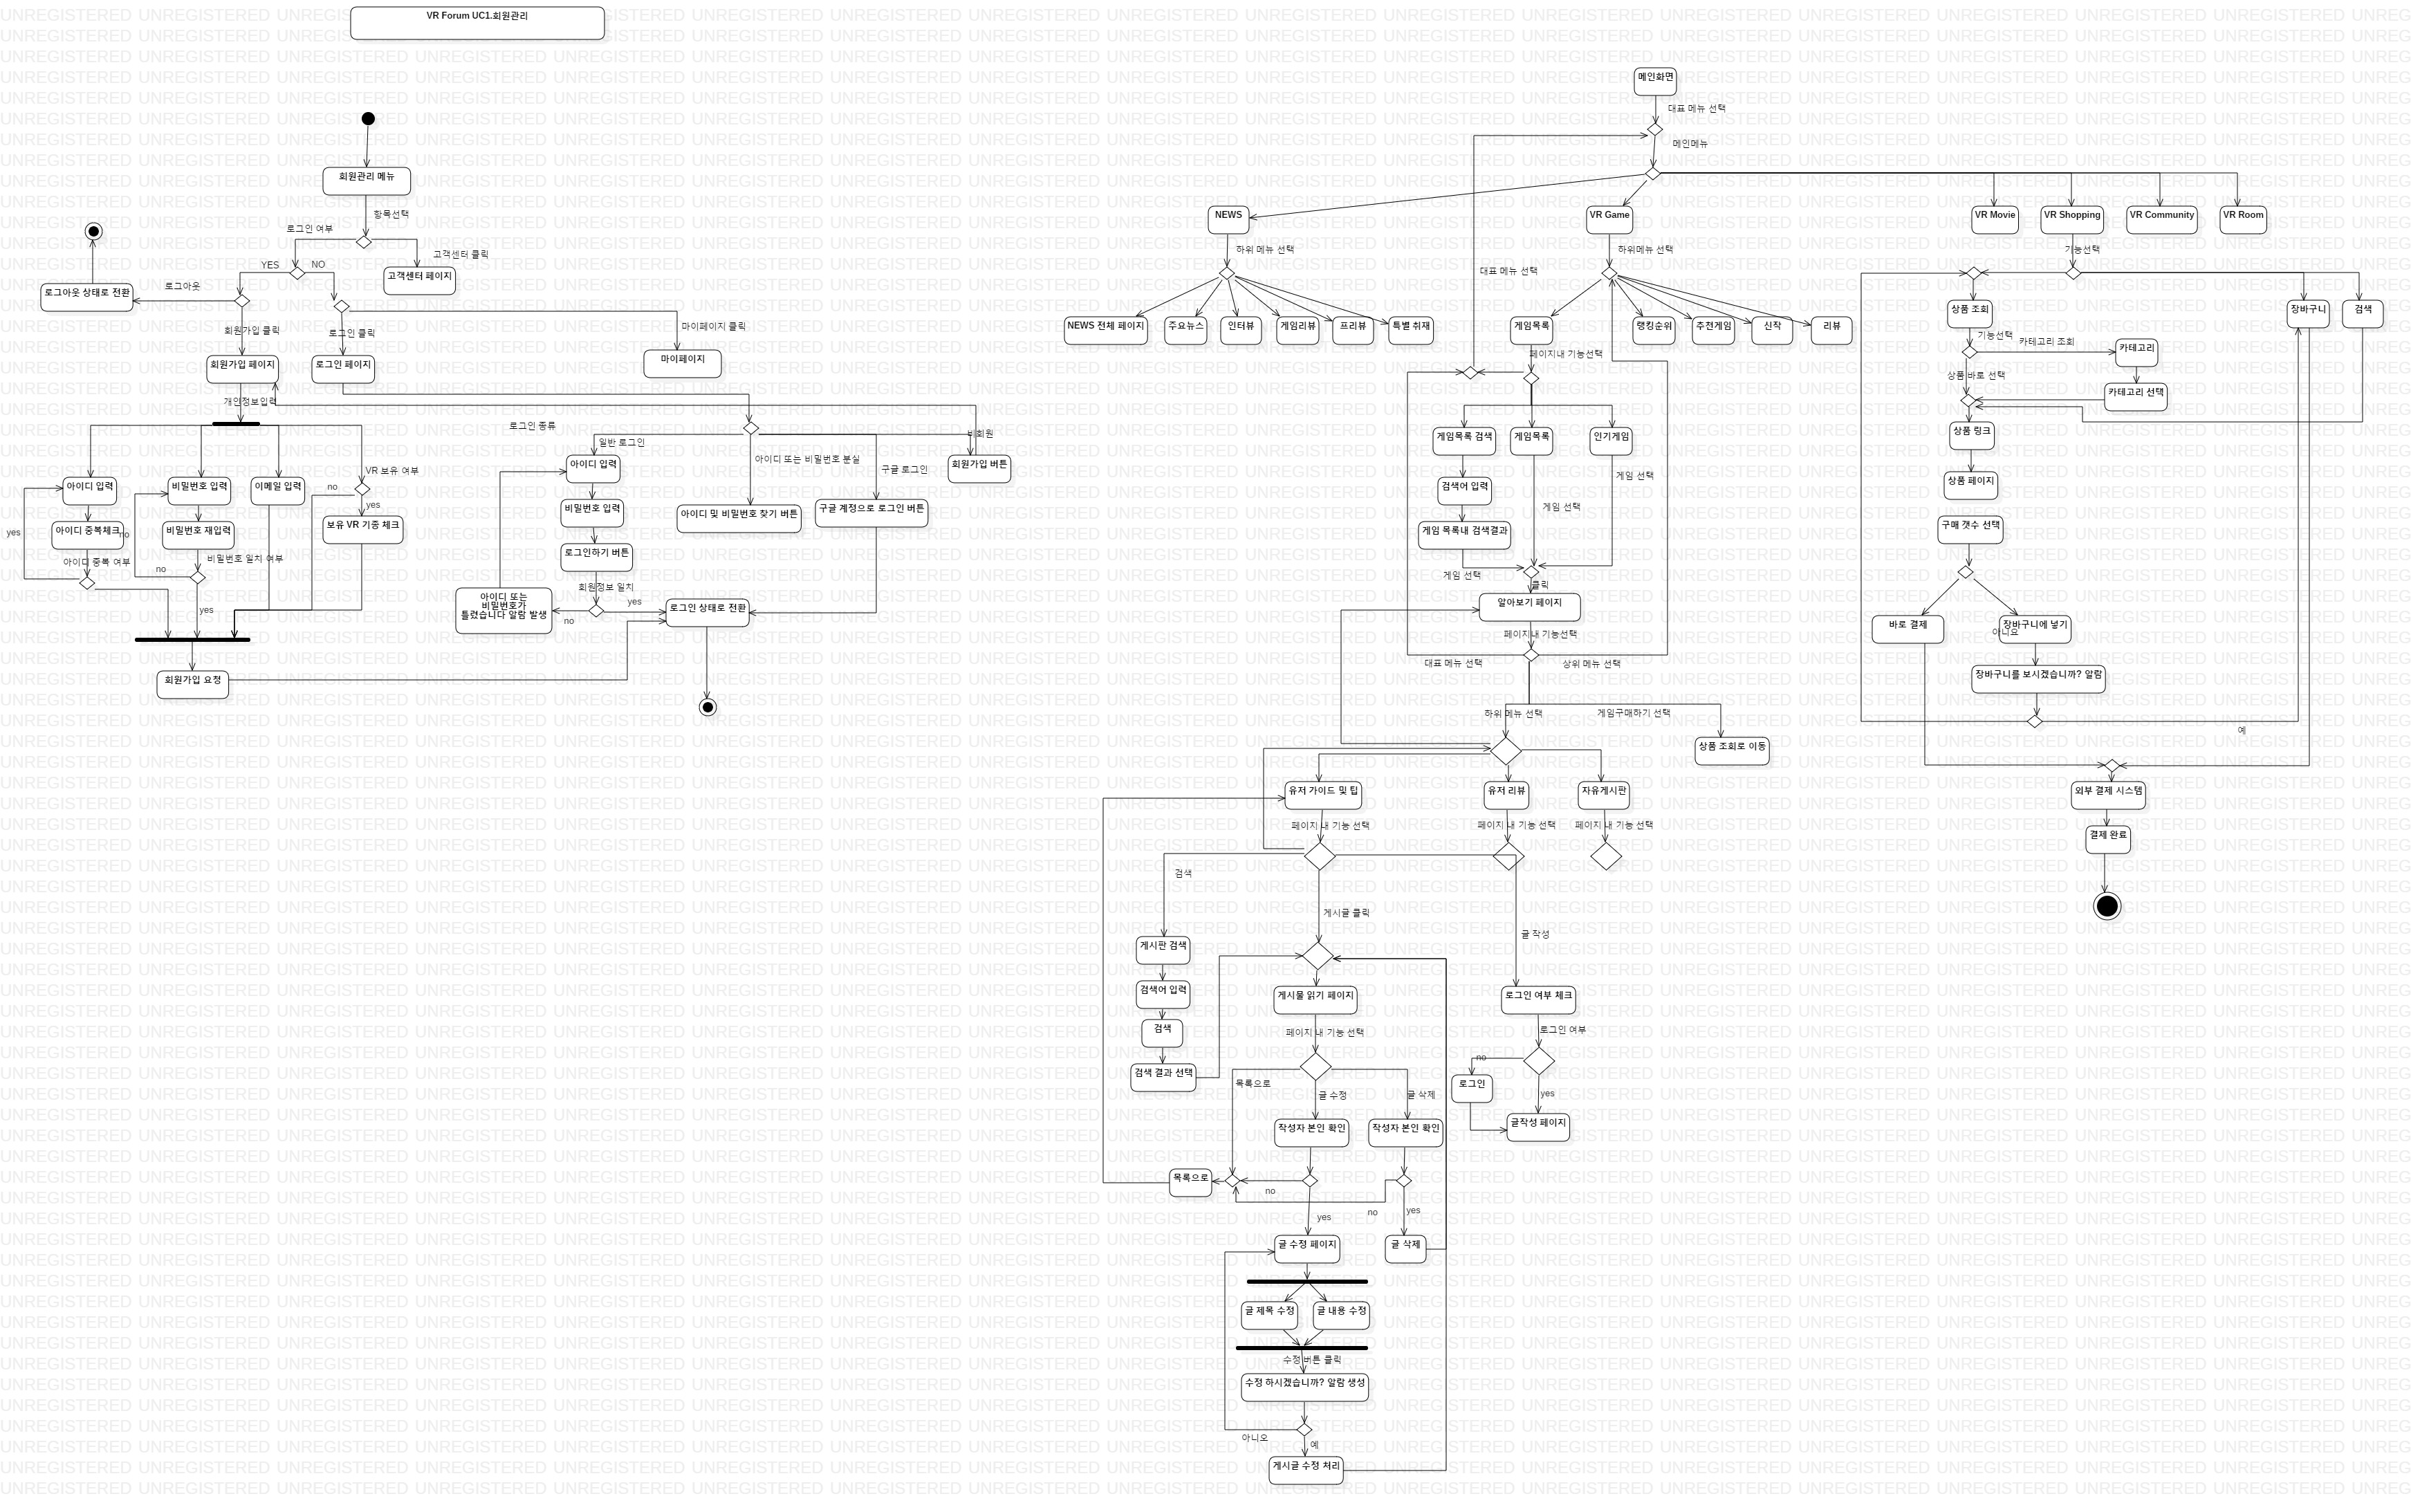 VR Forum UC1.회원관리
회원관리 메뉴
항목선택
로그인 여부
고객센터 클릭
YES
NO
고객센터 페이지
로그아웃 상태로 전환
로그아웃
회원가입 클릭
로그인 클릭
마이페이지 클릭
회원가입 페이지
로그인 페이지
마이페이지
개인정보입력
로그인 종류
일반 로그인
비회원
아이디 또는 비밀번호 분실
구글 로그인
VR 보유 여부
no
yes
아이디 입력
비밀번호 입력
이메일 입력
아이디 입력
회원가입 버튼
yes
아이디 중복체크
no
비밀번호 재입력
보유 VR 기종 체크
비밀번호 입력
아이디 및 비밀번호 찾기 버튼
구글 계정으로 로그인 버튼
아이디 중복 여부
비밀번호 일치 여부
no
yes
로그인하기 버튼
회원정보 일치
아이디 또는
비밀번호가
틀렸습니다 알람 발생
no
yes
로그인 상태로 전환
회원가입 요청
메인화면
대표 메뉴 선택
메인메뉴
NEWS
VR Game
VR Movie
VR Shopping
VR Community
VR Room
하위 메뉴 선택
하위메뉴 선택
기능선택
대표 메뉴 선택
NEWS 전체 페이지
주요뉴스
인터뷰
게임리뷰
프리뷰
특별 취재
게임목록
랭킹순위
추천게임
신작
리뷰
페이지내 기능선택
게임목록 검색
게임목록
인기게임
검색어 입력
게임 선택
게임 선택
게임 목록내 검색결과
게임 선택
클릭
알아보기 페이지
페이지내 기능선택
대표 메뉴 선택
상위 메뉴 선택
하위 메뉴 선택
게임구매하기 선택
상품 조회로 이동
상품 조회
장바구니
검색
기능선택
카테고리 조회
카테고리
상품 바로 선택
카테고리 선택
상품 링크
상품 페이지
구매 갯수 선택
바로 결제
장바구니에 넣기
아니요
장바구니를 보시겠습니까? 알람
예
외부 결제 시스템
결제 완료
유저 가이드 및 팁
유저 리뷰
자유게시판
페이지 내 기능 선택
페이지 내 기능 선택
페이지 내 기능 선택
검색
게시글 클릭
글 작성
게시판 검색
검색어 입력
검색
검색 결과 선택
게시물 읽기 페이지
페이지 내 기능 선택
로그인 여부 체크
로그인 여부
no
로그인
yes
글작성 페이지
목록으로
글 수정
글 삭제
작성자 본인 확인
작성자 본인 확인
목록으로
no
no
yes
yes
글 수정 페이지
글 삭제
글 제목 수정
글 내용 수정
수정 버튼 클릭
수정 하시겠습니까? 알람 생성
아니오
예
게시글 수정 처리